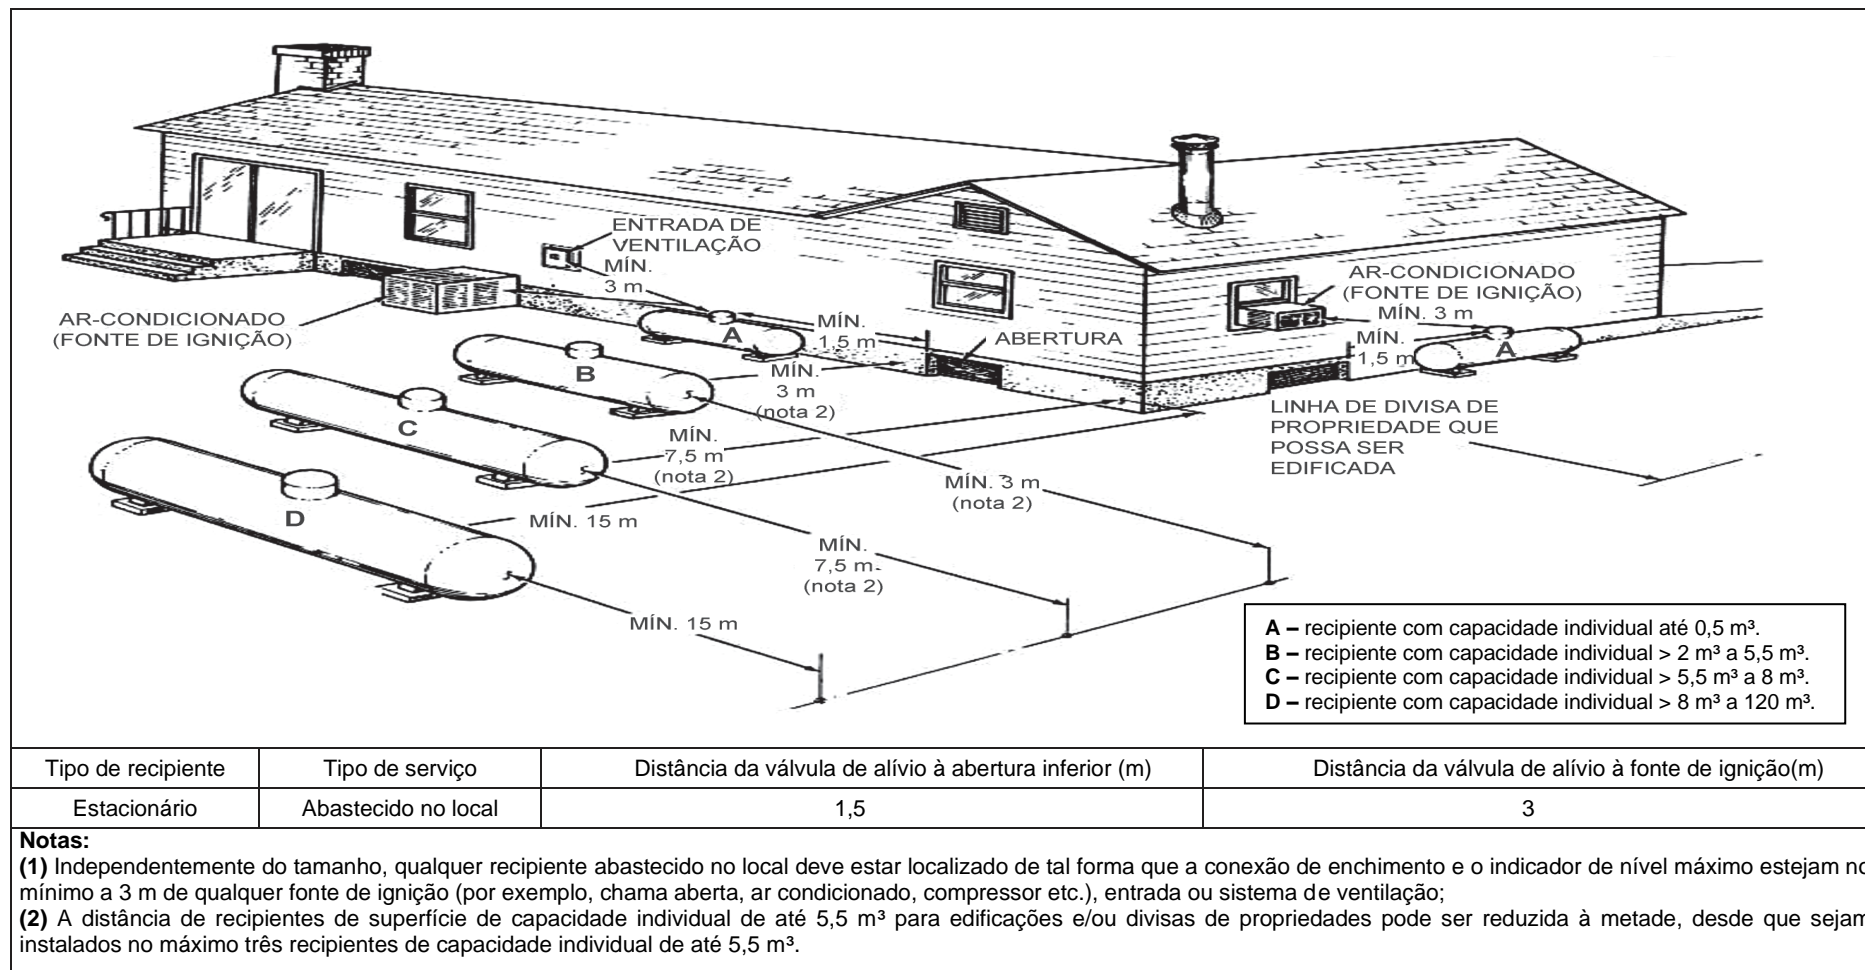 ENTRADA DE
VENTILAÇÃO
MÍN.
3 m
AR-CONDICIONADO
(FONTE DE IGNIÇÃO)
AR-CONDICIONADO
(FONTE DE IGNIÇÃO)
MÍN. 3 m
A
MÍN.
1,5 m
ABERTURA
MÍN.
1,5 m
A
B
MÍN.
3 m
(nota 2)
C
MÍN.
7,5 m
(nota 2)
LINHA DE DIVISA DE
PROPRIEDADE QUE
POSSA SER
EDIFICADA
MÍN. 3 m
(nota 2)
D
MÍN. 15 m
MÍN.
7,5 m
(nota 2)
MÍN. 15 m
A – recipiente com capacidade individual até 0,5 m³.
B – recipiente com capacidade individual > 2 m³ a 5,5 m³.
C – recipiente com capacidade individual > 5,5 m³ a 8 m³.
D – recipiente com capacidade individual > 8 m³ a 120 m³.
Tipo de recipiente Tipo de serviço Distância da válvula de alívio à abertura inferior (m) Distância da válvula de alívio à fonte de ignição(m)
Estacionário Abastecido no local 1,5 3
Notas:
(1) Independentemente do tamanho, qualquer recipiente abastecido no local deve estar localizado de tal forma que a conexão de enchimento e o indicador de nível máximo estejam no
mínimo a 3 m de qualquer fonte de ignição (por exemplo, chama aberta, ar condicionado, compressor etc.), entrada ou sistema de ventilação;
(2) A distância de recipientes de superfície de capacidade individual de até 5,5 m³ para edificações e/ou divisas de propriedades pode ser reduzida à metade, desde que sejam
instalados no máximo três recipientes de capacidade individual de até 5,5 m³.